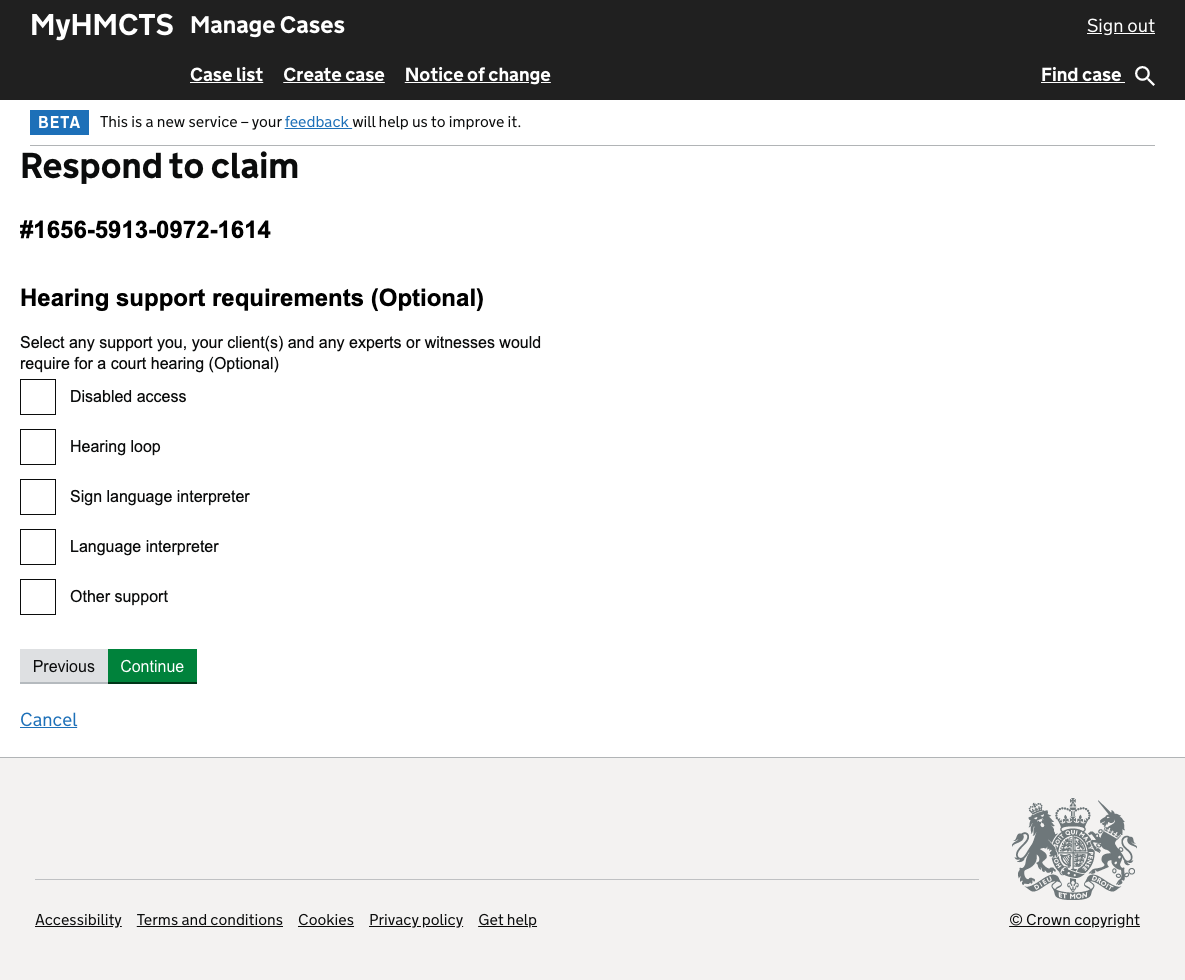 MyHMCTS Manage Cases Sign out
Case list Create case Notice of change Find case
BETA This is a new service – your feedback will help us to improve it.
Respond to claim
#1656-5913-0972-1614
Hearing support requirements (Optional)
Select any support you, your client(s) and any experts or witnesses would
require for a court hearing (Optional)
Disabled access
Hearing loop
Sign language interpreter
Language interpreter
Other support
Previous Continue
Cancel
DIEU ET MON DROIT
Accessibility Terms and conditions Cookies Privacy policy Get help © Crown copyright